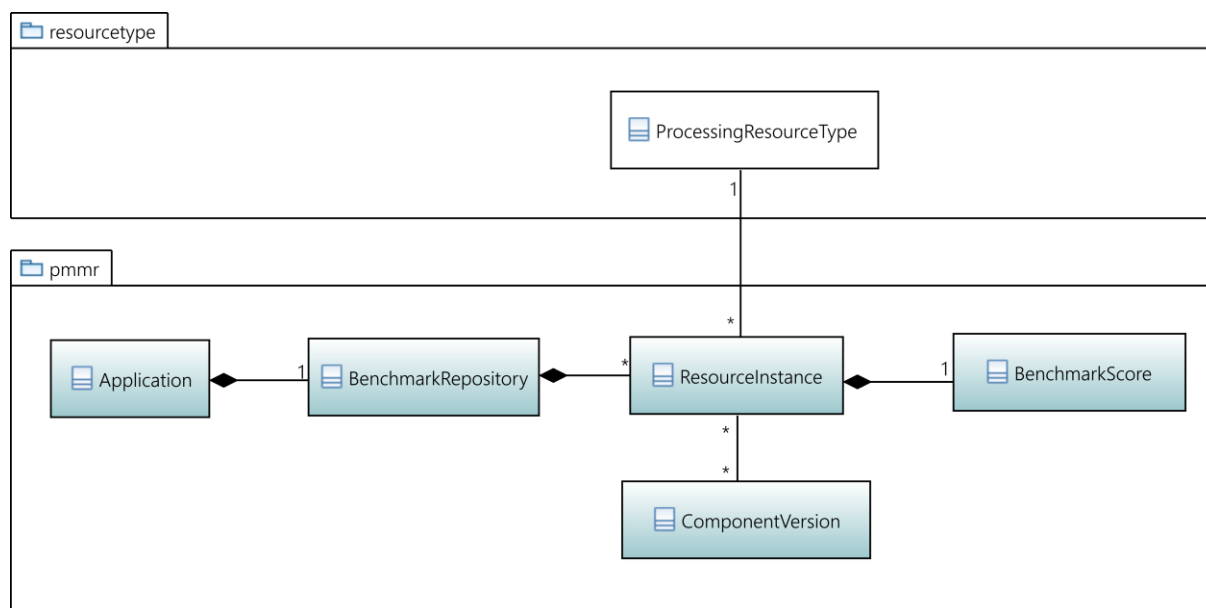 resourcetype
ProcessingResourceType
1
*
pmmr
Application
1
BenchmarkRepository
*
ResourceInstance
1
BenchmarkScore
*
*
ComponentVersion